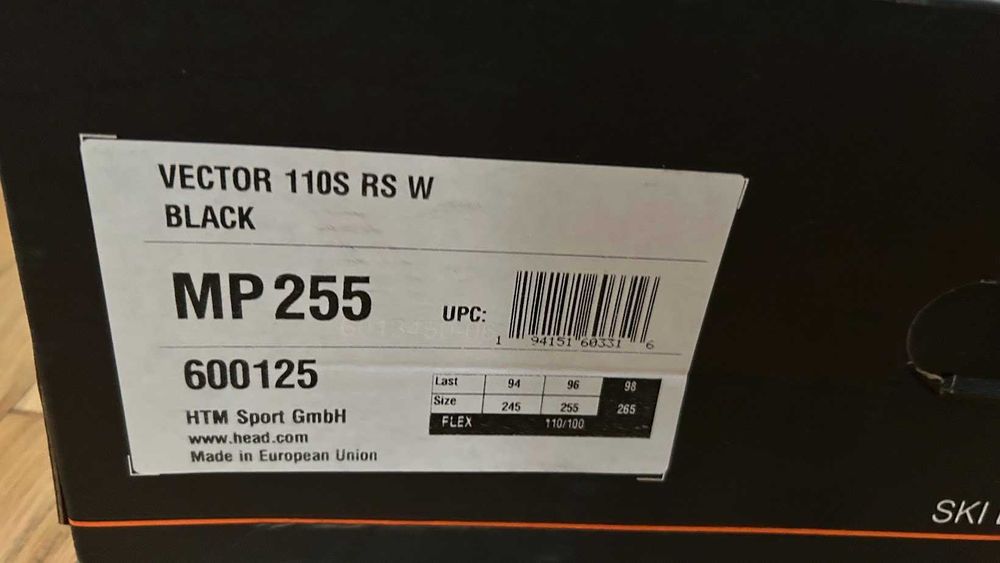 VECTOR 110S RS W
BLACK
MP 255
UPC:
1 94151 60331 6
600125
HTM Sport GmbH
www.head.com
Made in European Union
Last 94 96 98
Size 245 255 265
FLEX 110/100
SKI